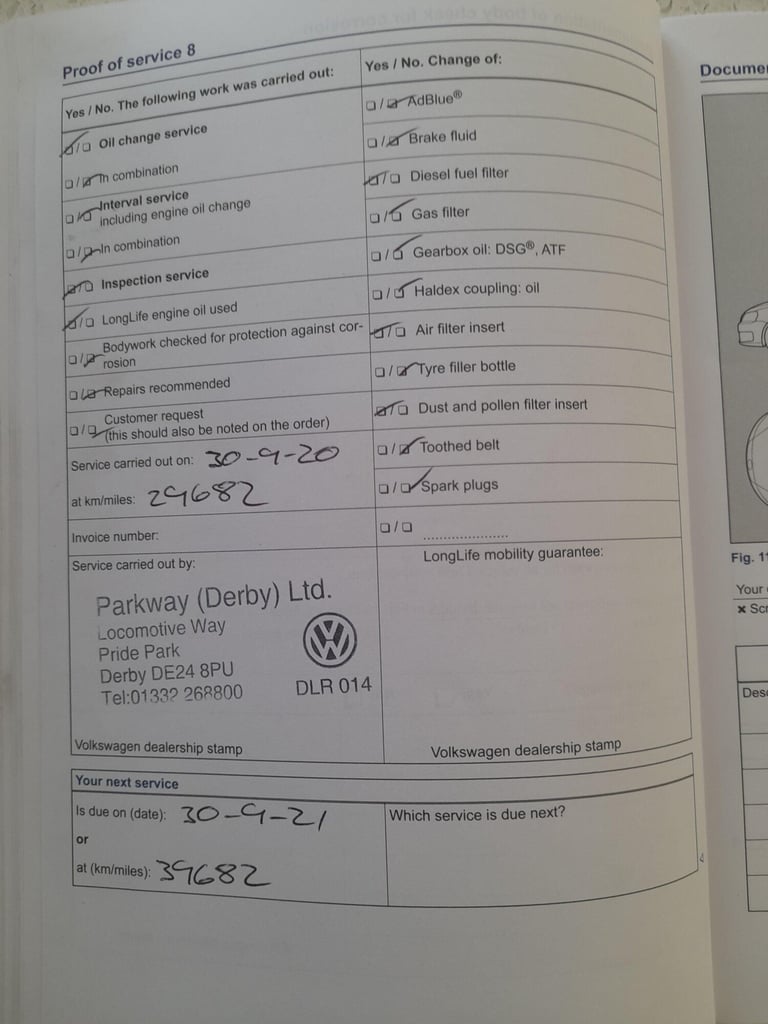 Proof of service 8
Yes / No. The following work was carried out:
☑/☐ Oil change service
☐/☑ In combination
☐/☑ Interval service
including engine oil change
☐/☑ In combination
☑/☐ Inspection service
☑/☐ LongLife engine oil used
☐/☑ Bodywork checked for protection against cor-
rosion
☐/☑ Repairs recommended
☐/☑ Customer request
(this should also be noted on the order)
Service carried out on: 30-9-20
at km/miles: 29682
Invoice number:
Service carried out by:
Parkway (Derby) Ltd.
Locomotive Way
Pride Park
Derby DE24 8PU
Tel:01332 268800
VW
DLR 014
Volkswagen dealership stamp
Yes / No. Change of:
☐/☑ AdBlue®
☐/☑ Brake fluid
☑/☐ Diesel fuel filter
☐/☑ Gas filter
☐/☑ Gearbox oil: DSG®, ATF
☐/☑ Haldex coupling: oil
☑/☐ Air filter insert
☐/☑ Tyre filler bottle
☑/☐ Dust and pollen filter insert
☐/☑ Toothed belt
☐/☑ Spark plugs
☐/☐ ....................
LongLife mobility guarantee:
Volkswagen dealership stamp
Your next service
Is due on (date): 30-9-21
or
at (km/miles): 39682
Which service is due next?
Docume
Fig. 1
Your
× Scr
Des